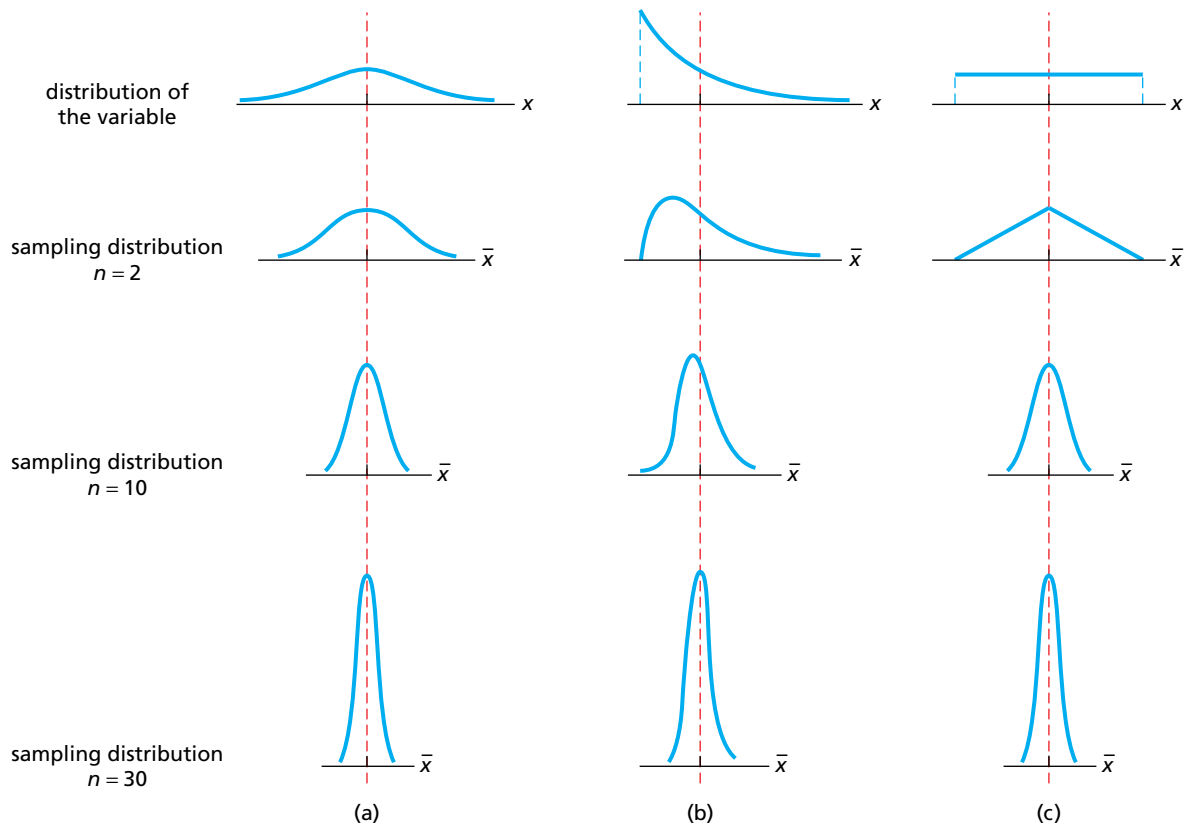 distribution of
the variable
x
x
x
sampling distribution
n = 2
x̅
x̅
x̅
sampling distribution
n = 10
x̅
x̅
x̅
sampling distribution
n = 30
x̅
x̅
x̅
(a)
(b)
(c)